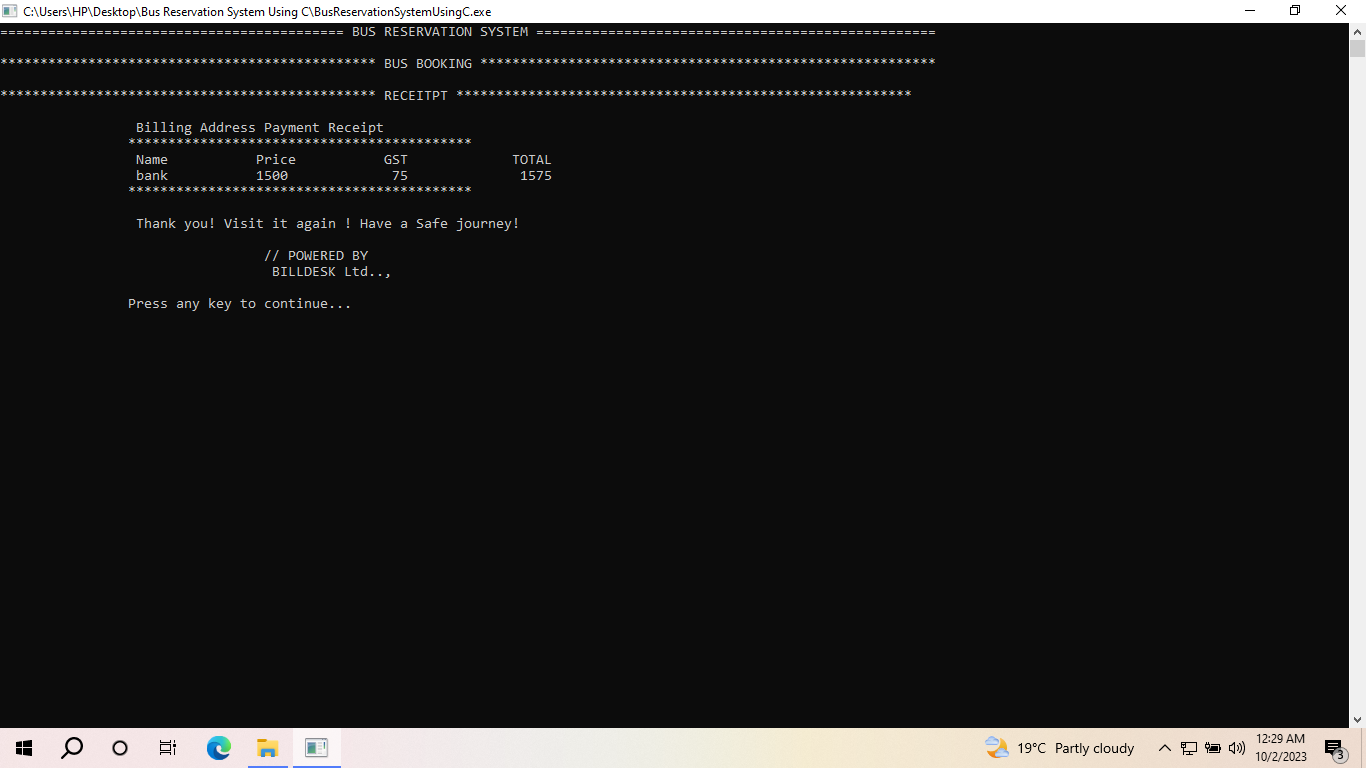 C:\Users\HP\Desktop\Bus Reservation System Using C\BusReservationSystemUsingC.exe
=========================================== BUS RESERVATION SYSTEM ==================================================
*********************************************** BUS BOOKING *********************************************************
*********************************************** RECEITPT *********************************************************
Billing Address Payment Receipt
*******************************************
Name Price GST TOTAL
bank 1500 75 1575
*******************************************
Thank you! Visit it again ! Have a Safe journey!
// POWERED BY
BILLDESK Ltd..,
Press any key to continue...
19°C Partly cloudy
12:29 AM
10/2/2023
3